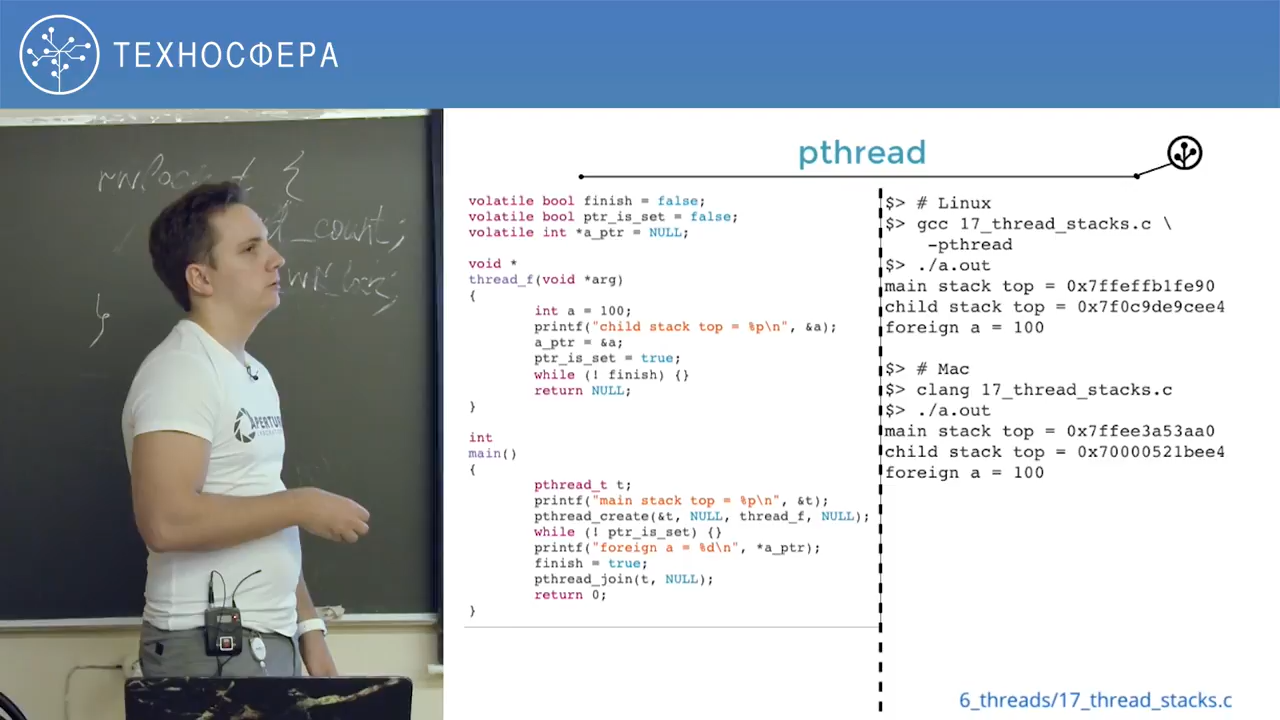 ТЕХНОСФЕРА
{
_count;
}
APERTURE
pthread
volatile bool finish = false;
volatile bool ptr_is_set = false;
volatile int *a_ptr = NULL;
void *
thread_f(void *arg)
{
int a = 100;
printf("child stack top = %p\n", &a);
a_ptr = &a;
ptr_is_set = true;
while (! finish) {}
return NULL;
}
int
main()
{
pthread_t t;
printf("main stack top = %p\n", &t);
pthread_create(&t, NULL, thread_f, NULL);
while (! ptr_is_set) {}
printf("foreign a = %d\n", *a_ptr);
finish = true;
pthread_join(t, NULL);
return 0;
}
$> # Linux
$> gcc 17_thread_stacks.c \
-pthread
$> ./a.out
main stack top = 0x7ffeffb1fe90
child stack top = 0x7f0c9de9cee4
foreign a = 100
$> # Mac
$> clang 17_thread_stacks.c
$> ./a.out
main stack top = 0x7ffee3a53aa0
child stack top = 0x70000521bee4
foreign a = 100
6_threads/17_thread_stacks.c